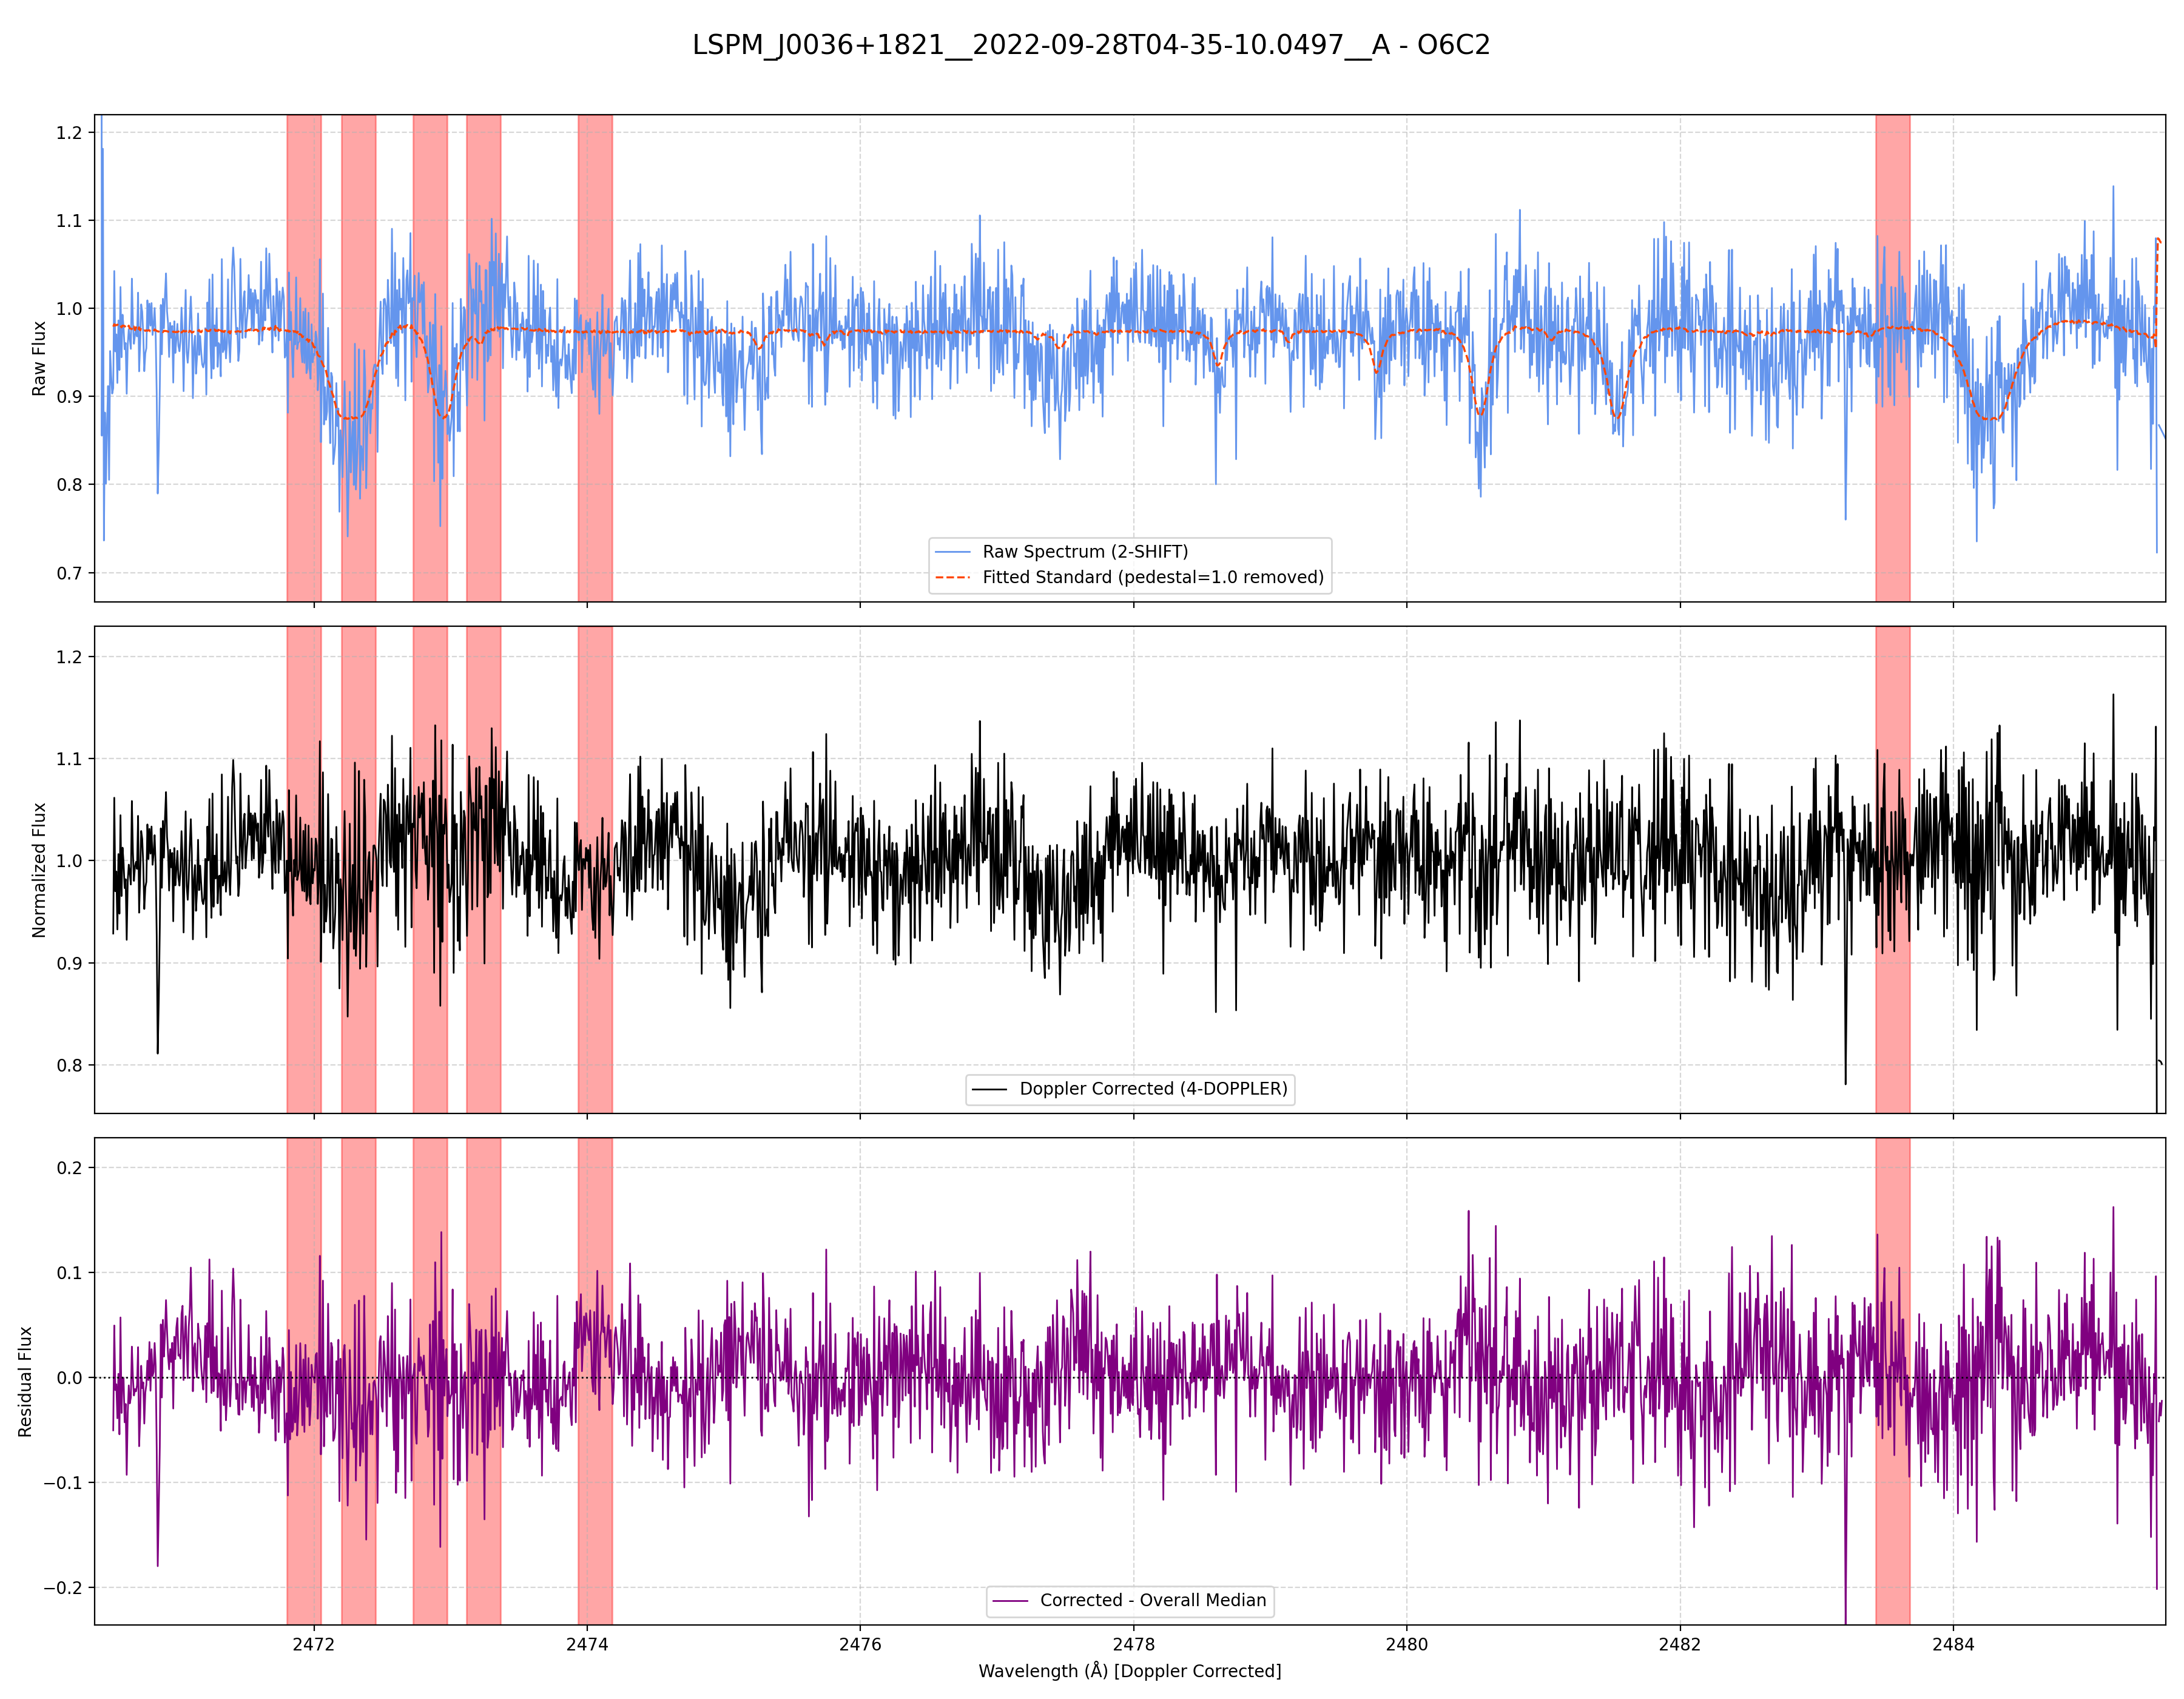 LSPM_J0036+1821__2022-09-28T04-35-10.0497__A - O6C2
1.2
1.1
1.0
0.9
0.8
0.7
Raw Flux
Raw Spectrum (2-SHIFT)
Fitted Standard (pedestal=1.0 removed)
1.2
1.1
1.0
0.9
0.8
Normalized Flux
Doppler Corrected (4-DOPPLER)
0.2
0.1
0.0
−0.1
−0.2
Residual Flux
Corrected - Overall Median
2472 2474 2476 2478 2480 2482 2484
Wavelength (Å) [Doppler Corrected]